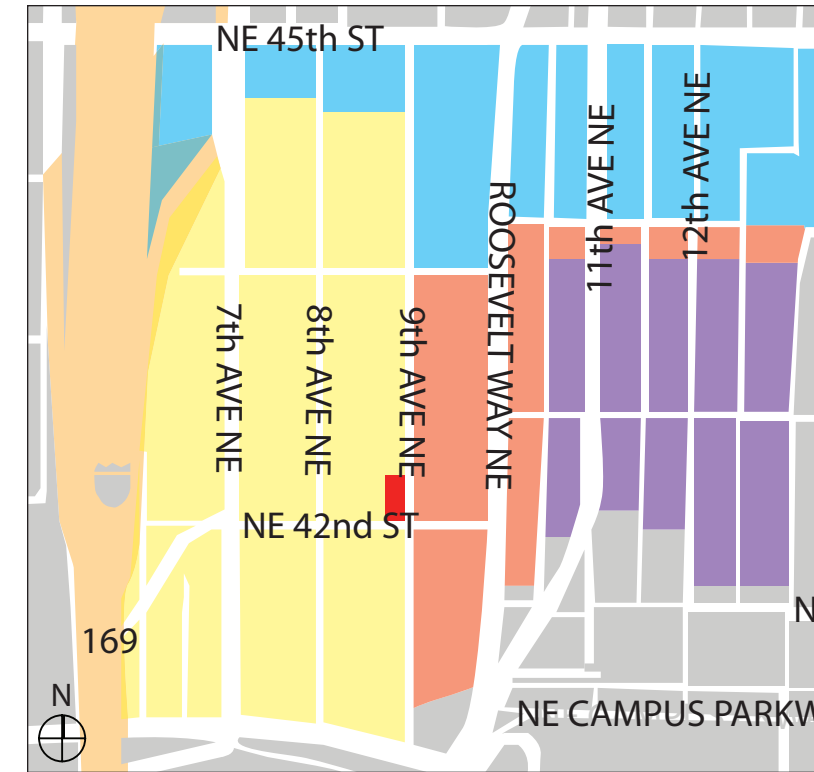 NE 45th ST
11th AVE NE
12th AVE NE
ROOSEVELT WAY NE
7th AVE NE
8th AVE NE
9th AVE NE
NE 42nd ST
N
169
N
NE CAMPUS PARKW